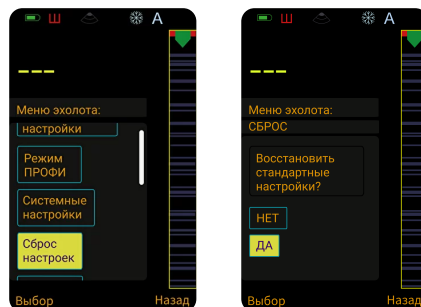 Ш
A
---
Меню эхолота:
настройки
Режим
ПРОФИ
Системные
настройки
Сброс
настроек
Выбор
Назад
Ш
A
---
Меню эхолота:
СБРОС
Восстановить
стандартные
настройки?
НЕТ
ДА
Выбор
Назад